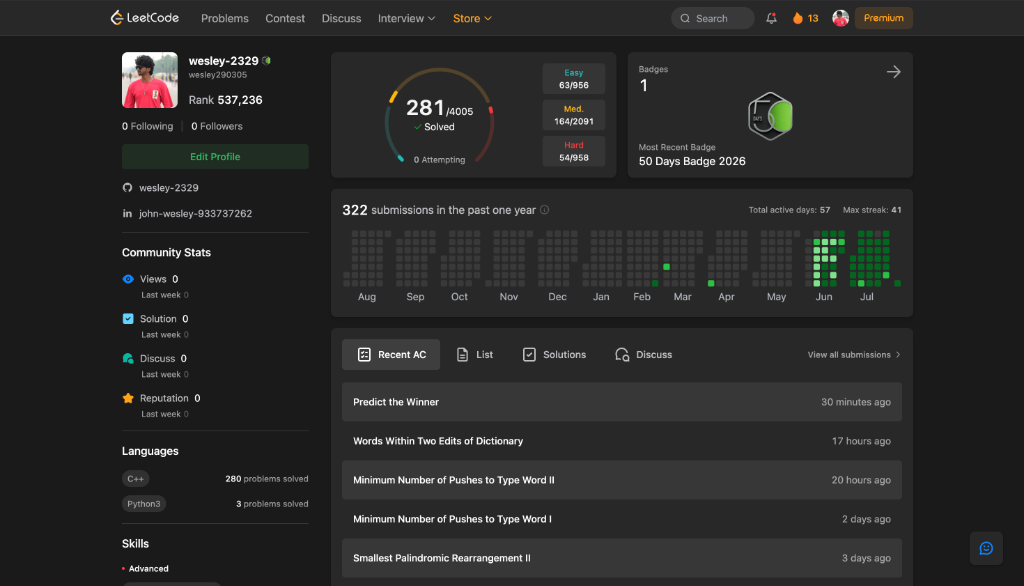 LeetCode
Problems
Contest
Discuss
Interview
Store
Search
13
Premium
wesley-2329
wesley290305
Rank 537,236
0 Following
0 Followers
Edit Profile
wesley-2329
john-wesley-933737262
Community Stats
Views 0
Last week 0
Solution 0
Last week 0
Discuss 0
Last week 0
Reputation 0
Last week 0
Languages
C++
280 problems solved
Python3
3 problems solved
Skills
Advanced
281/4005
Solved
0 Attempting
Easy
63/956
Med.
164/2091
Hard
54/958
Badges
1
50
Most Recent Badge
50 Days Badge 2026
322 submissions in the past one year
Total active days: 57
Max streak: 41
Aug
Sep
Oct
Nov
Dec
Jan
Feb
Mar
Apr
May
Jun
Jul
Recent AC
List
Solutions
Discuss
View all submissions
Predict the Winner
30 minutes ago
Words Within Two Edits of Dictionary
17 hours ago
Minimum Number of Pushes to Type Word II
20 hours ago
Minimum Number of Pushes to Type Word I
2 days ago
Smallest Palindromic Rearrangement II
3 days ago